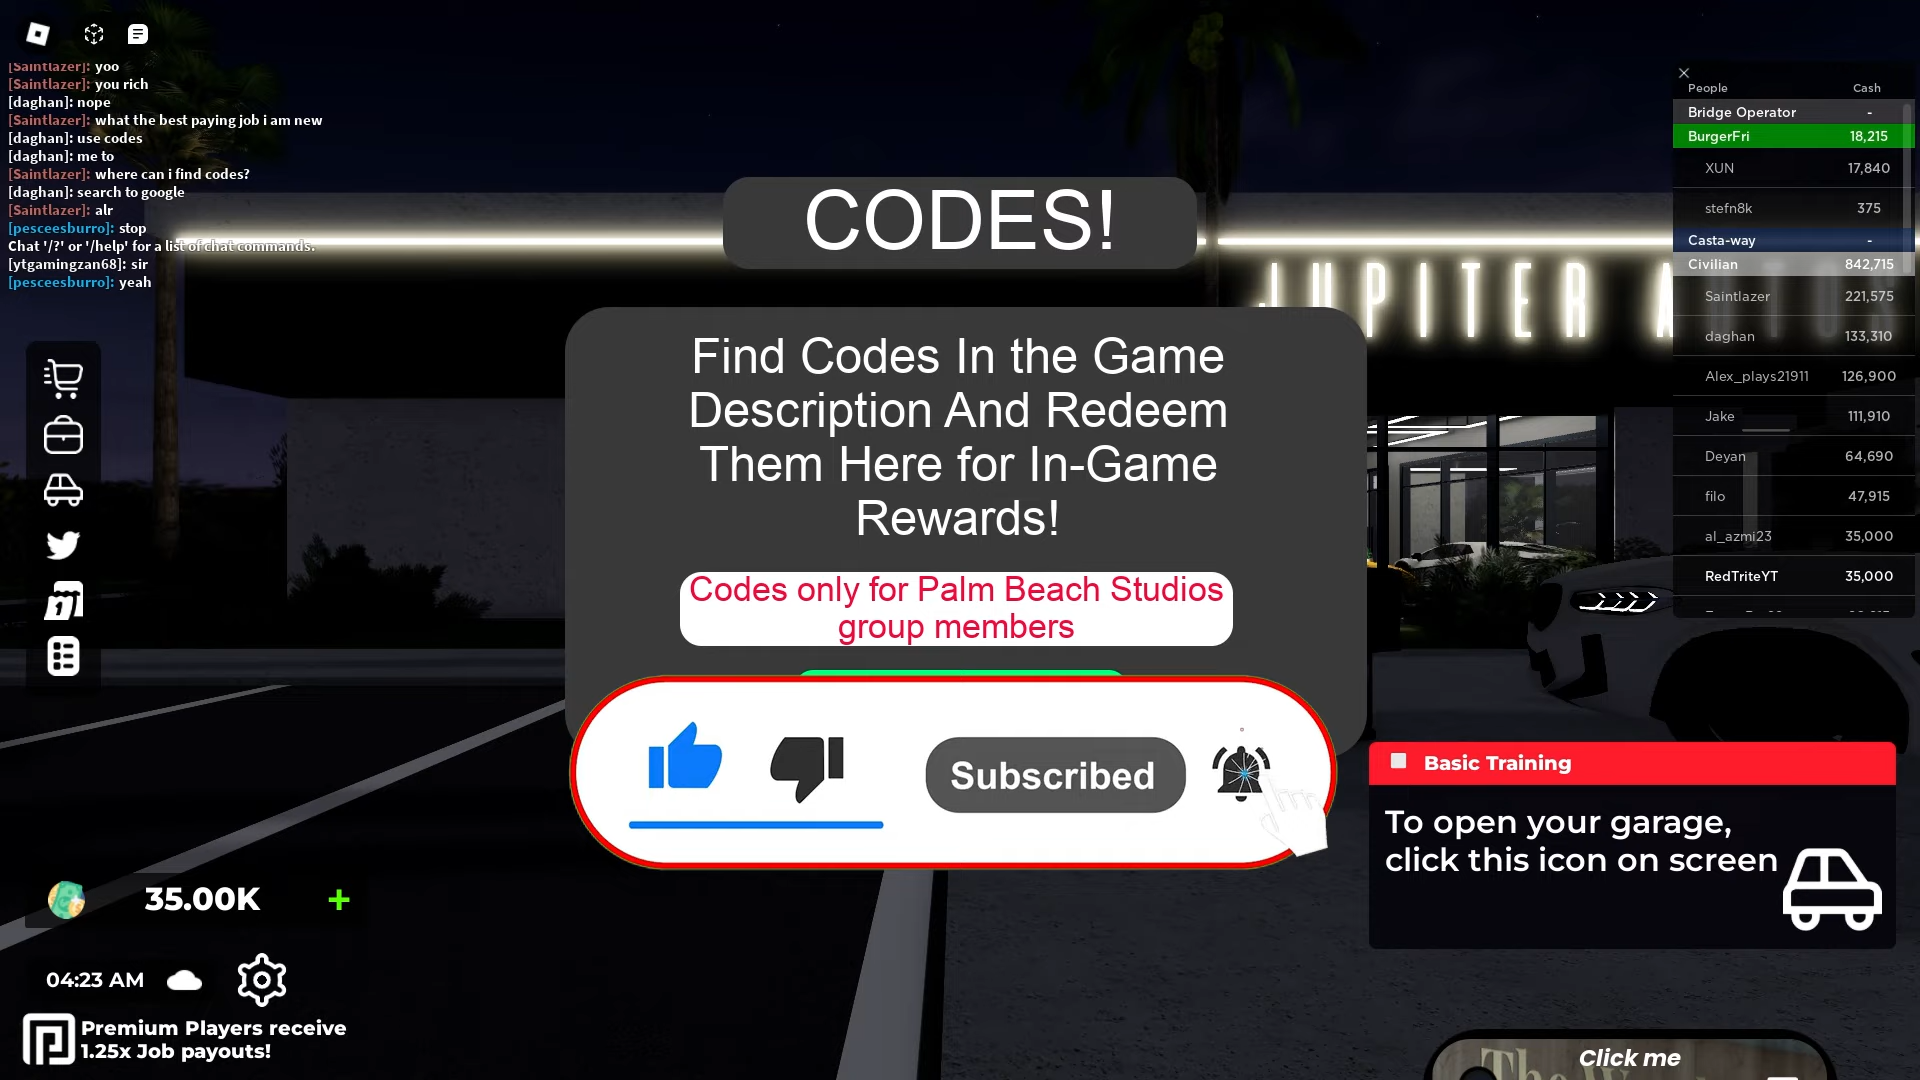 [Saintlazer]: yoo
[Saintlazer]: you rich
[daghan]: nope
[Saintlazer]: what the best paying job i am new
[daghan]: use codes
[daghan]: me to
[Saintlazer]: where can i find codes?
[daghan]: search to google
[Saintlazer]: alr
[pesceesburro]: stop
Chat '/?' or '/help' for a list of chat commands.
[ytgamingzan68]: sir
[pesceesburro]: yeah
CODES!
Find Codes In the Game
Description And Redeem
Them Here for In-Game
Rewards!
Codes only for Palm Beach Studios
group members
Subscribed
JUPITER
People Cash
Bridge Operator -
BurgerFri 18,215
XUN 17,840
stefn8k 375
Casta-way -
Civilian 842,715
Saintlazer 221,575
daghan 133,310
Alex_plays21911 126,900
Jake 111,910
Deyan 64,690
filo 47,915
al_azmi23 35,000
RedTriteYT 35,000
Basic Training
To open your garage,
click this icon on screen
35.00K +
04:23 AM
Premium Players receive
1.25x Job payouts!
Click me
The